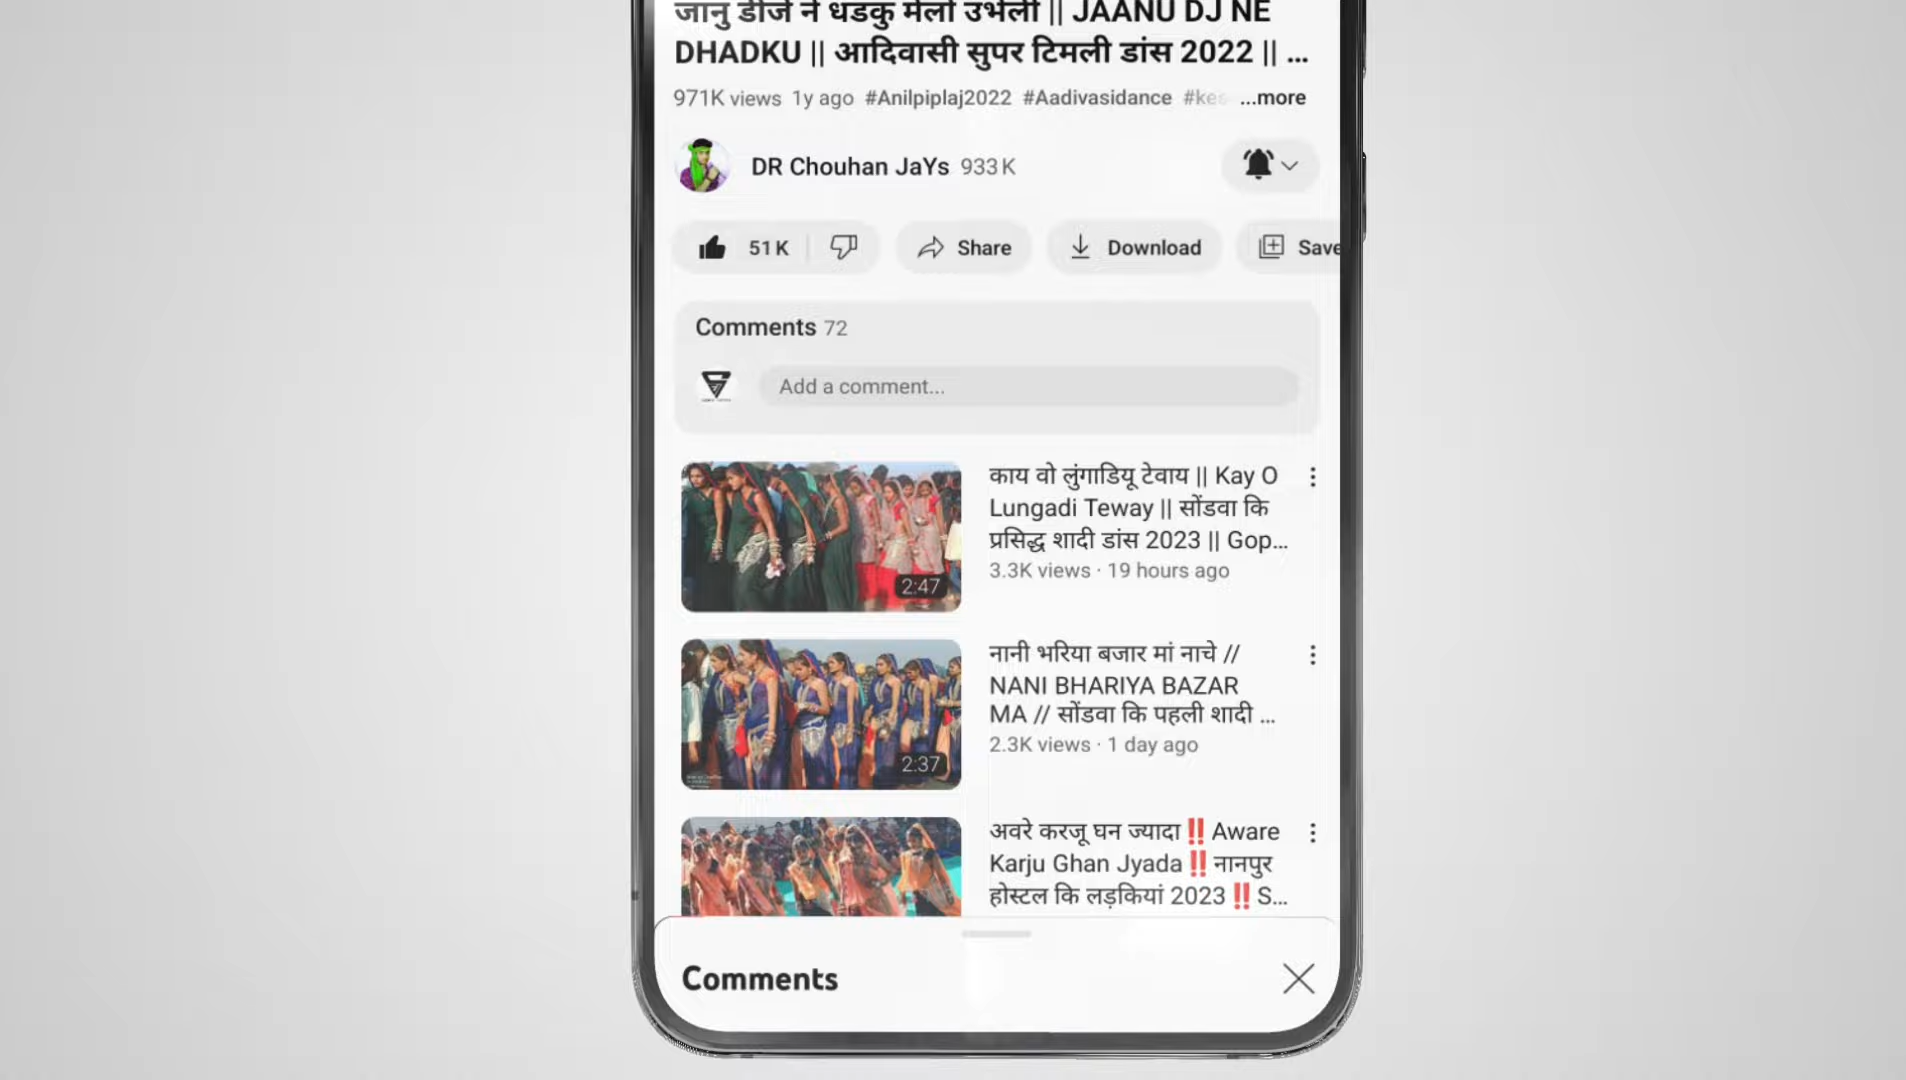 जानु डीजे ने धडकु मेलो उभेलो || JAANU DJ NE
DHADKU || आदिवासी सुपर टिमली डांस 2022 || ...
971K views 1y ago #Anilpiplaj2022 #Aadivasidance #kes ...more
DR Chouhan JaYs 933K
51K Share Download Save
Comments 72
Add a comment...
काय वो लुंगाडियू टेवाय || Kay O
Lungadi Teway || सोंडवा कि
प्रसिद्ध शादी डांस 2023 || Gop...
3.3K views · 19 hours ago
2:47
नानी भरिया बजार मां नाचे //
NANI BHARIYA BAZAR
MA // सोंडवा कि पहली शादी ...
2.3K views · 1 day ago
2:37
अवरे करजू घन ज्यादा‼️Aware
Karju Ghan Jyada‼️नानपुर
होस्टल कि लड़कियां 2023‼️S...
Comments